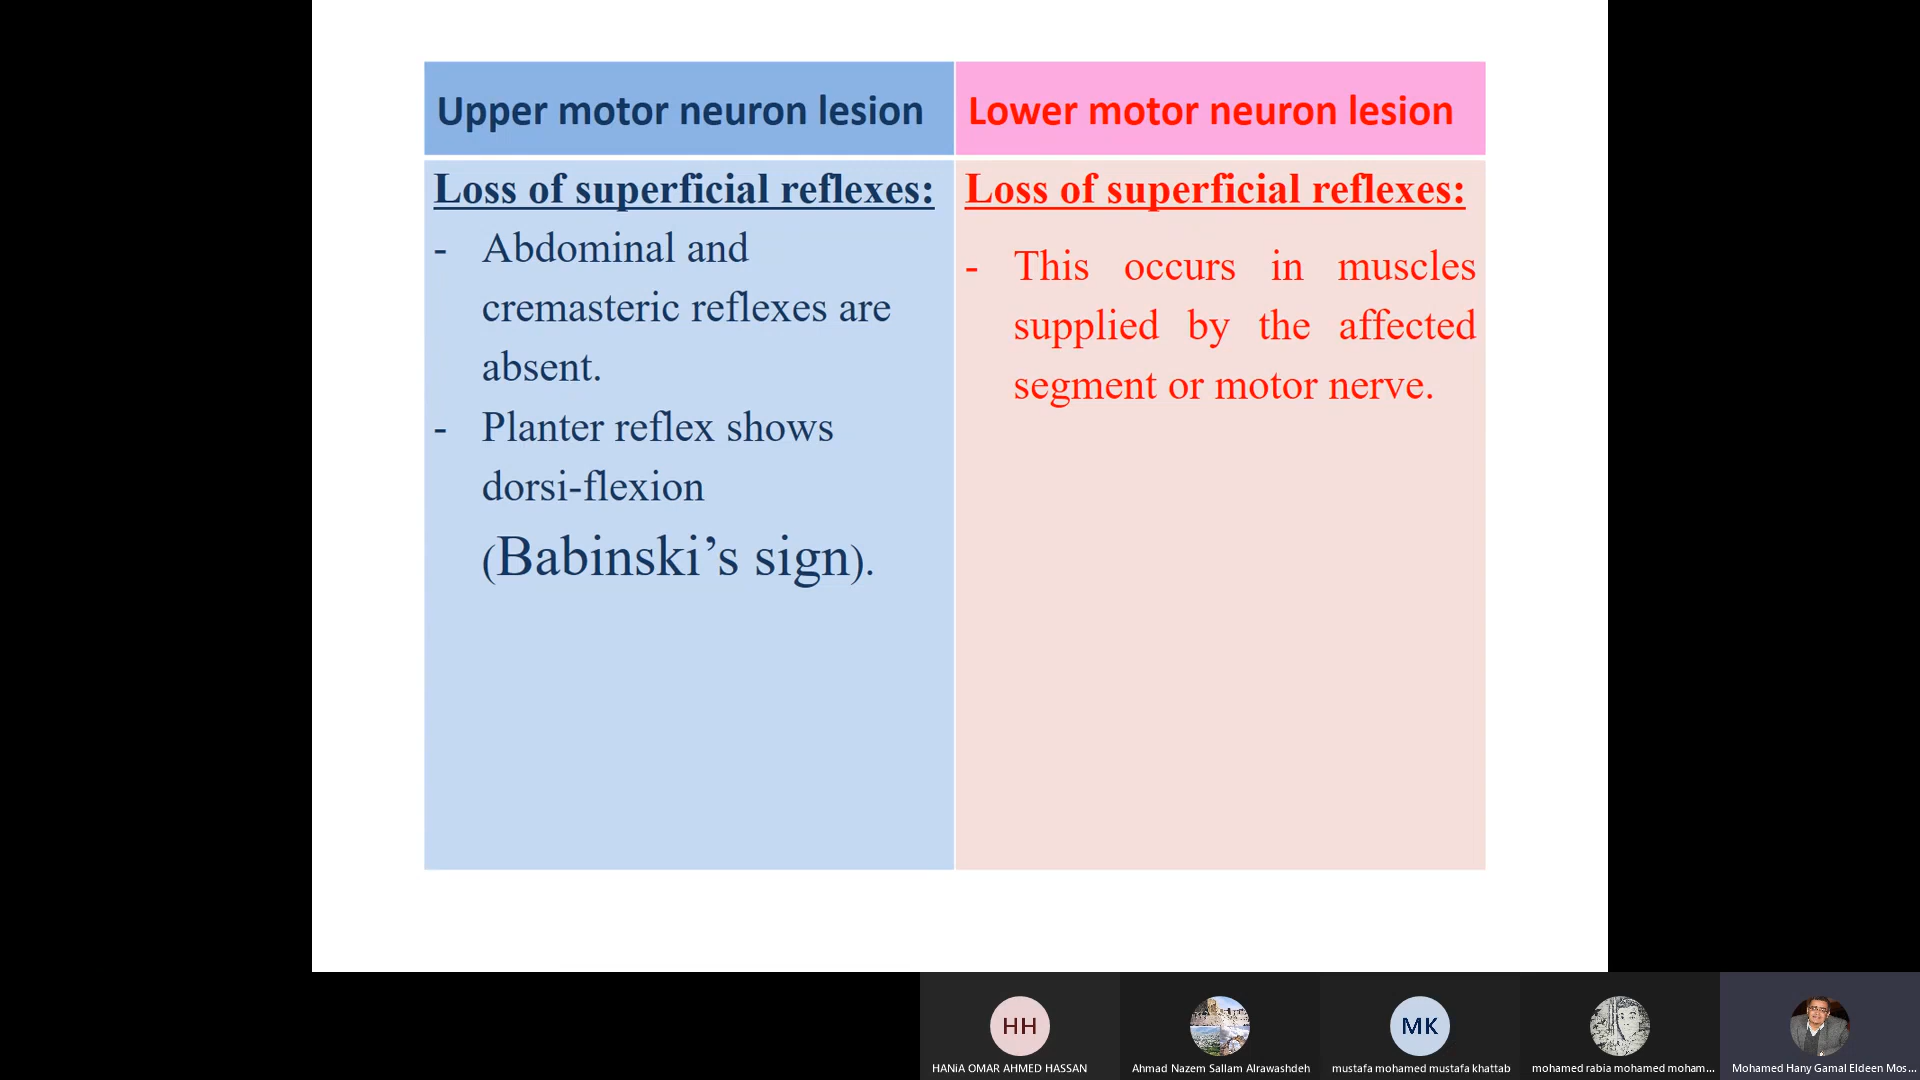 Upper motor neuron lesion
Lower motor neuron lesion
Loss of superficial reflexes:
- Abdominal and
cremasteric reflexes are
absent.
- Planter reflex shows
dorsi-flexion
(Babinski’s sign).
Loss of superficial reflexes:
- This occurs in muscles
supplied by the affected
segment or motor nerve.
HH
MK
HANiA OMAR AHMED HASSAN
Ahmad Nazem Sallam Alrawashdeh
mustafa mohamed mustafa khattab
mohamed rabia mohamed moham...
Mohamed Hany Gamal Eldeen Mos...